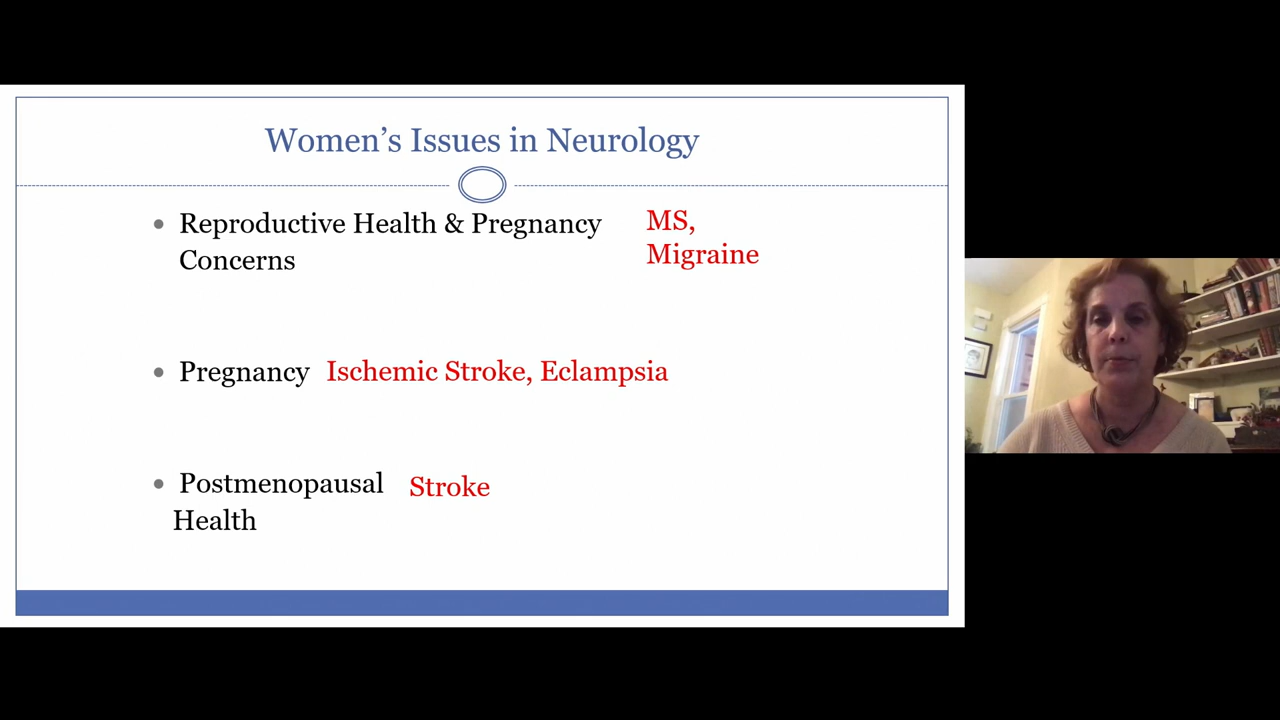 Women’s Issues in Neurology
Reproductive Health & Pregnancy
Concerns
MS,
Migraine
Pregnancy Ischemic Stroke, Eclampsia
Postmenopausal Stroke
Health